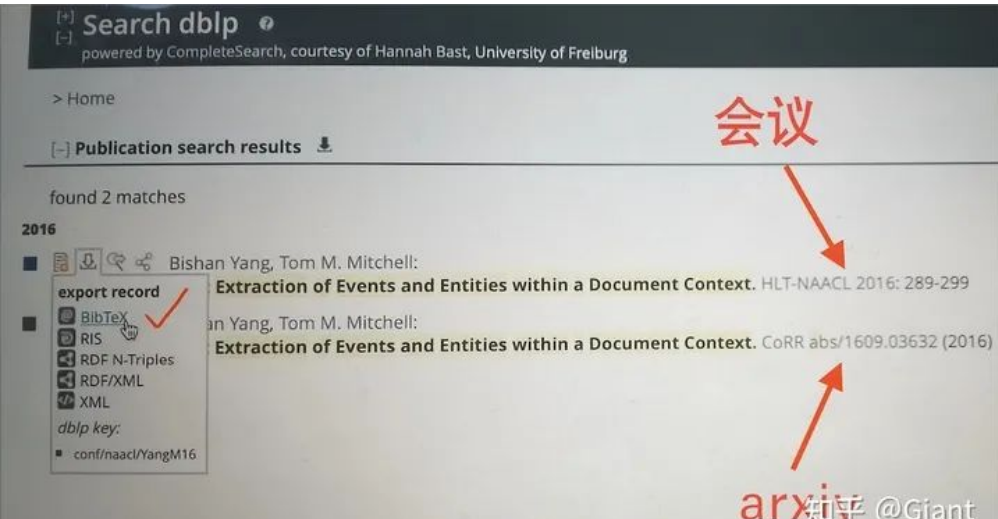 [+]
[-]
Search dblp ?
powered by CompleteSearch, courtesy of Hannah Bast, University of Freiburg
> Home
会议
[-] Publication search results
found 2 matches
2016
Bishan Yang, Tom M. Mitchell:
Extraction of Events and Entities within a Document Context. HLT-NAACL 2016: 289-299
export record
BibTeX
an Yang, Tom M. Mitchell:
RIS
Extraction of Events and Entities within a Document Context. CoRR abs/1609.03632 (2016)
RDF N-Triples
RDF/XML
XML
dblp key:
conf/naacl/YangM16
arxiv
知乎 @Giant